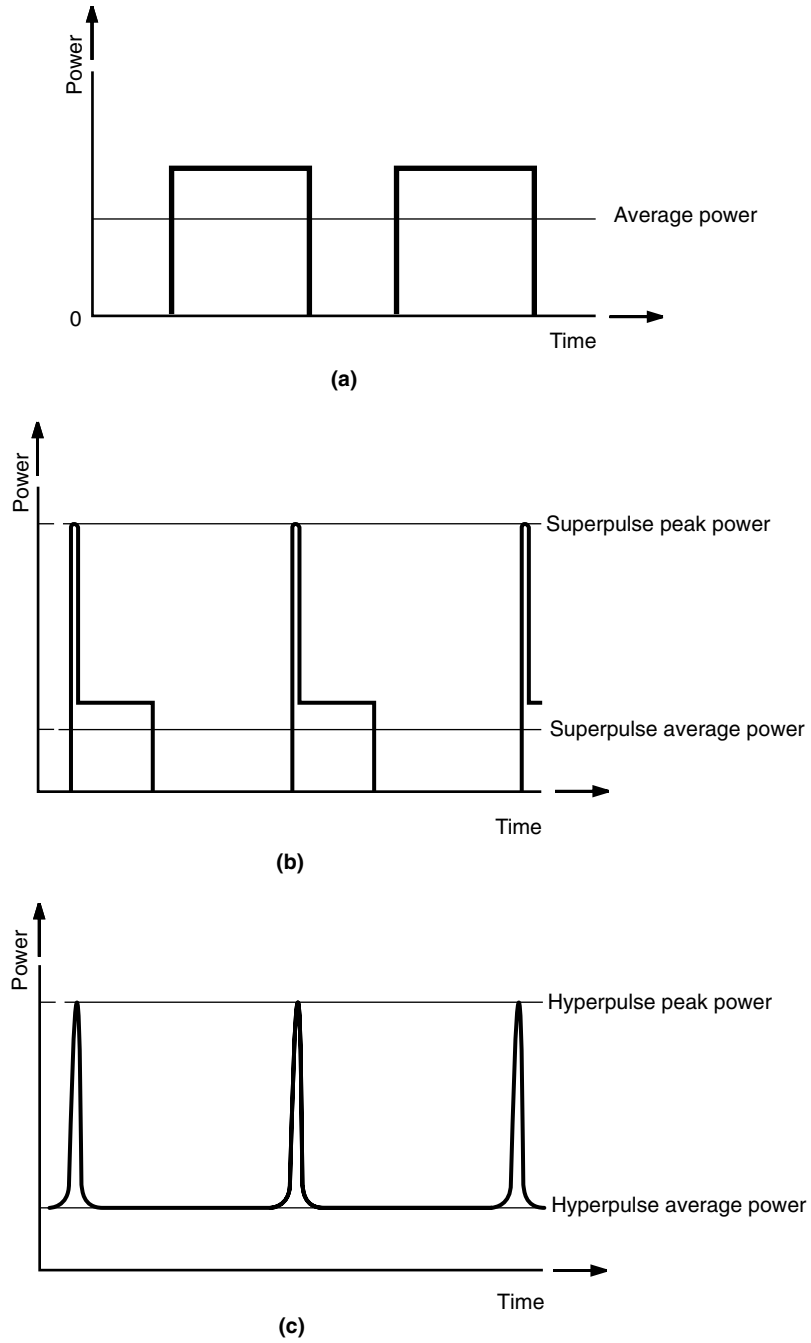 Power
Average power
0
Time
(a)
Power
Superpulse peak power
Superpulse average power
Time
(b)
Power
Hyperpulse peak power
Hyperpulse average power
Time
(c)